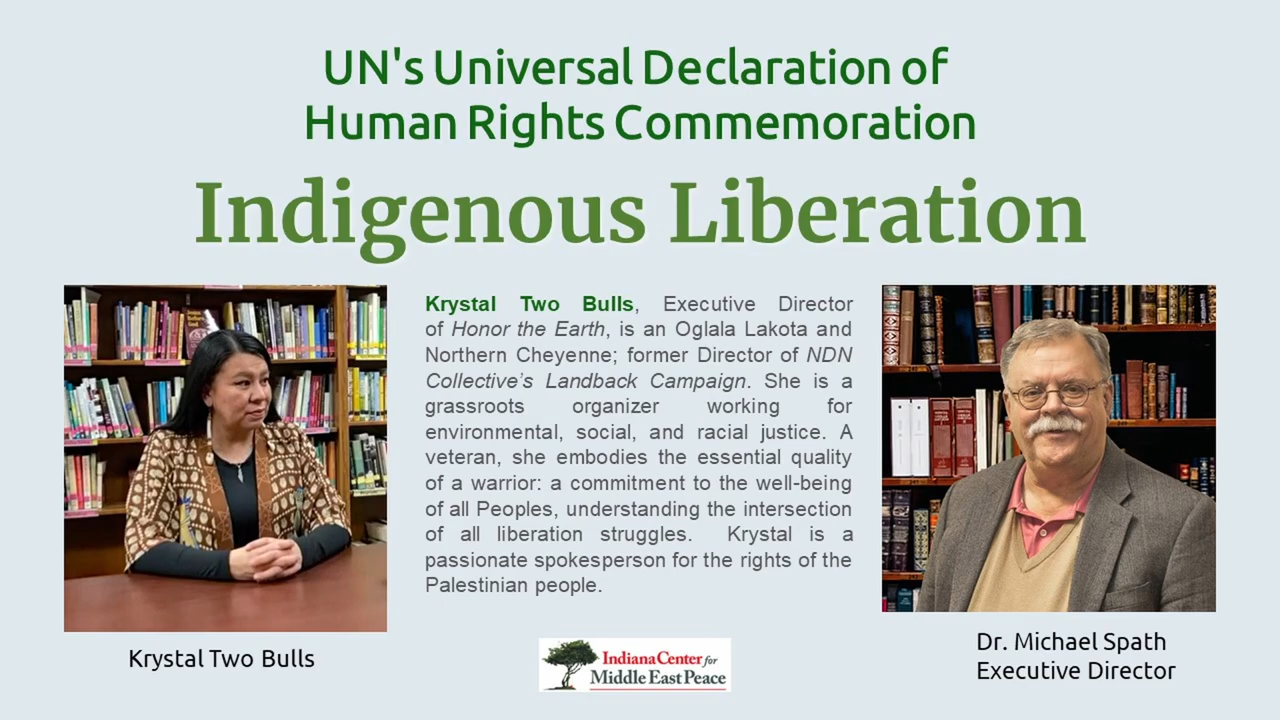 UN's Universal Declaration of
Human Rights Commemoration
Indigenous Liberation
Krystal Two Bulls, Executive Director
of Honor the Earth, is an Oglala Lakota and
Northern Cheyenne; former Director of NDN
Collective’s Landback Campaign. She is a
grassroots organizer working for
environmental, social, and racial justice. A
veteran, she embodies the essential quality
of a warrior: a commitment to the well-being
of all Peoples, understanding the intersection
of all liberation struggles. Krystal is a
passionate spokesperson for the rights of the
Palestinian people.
Krystal Two Bulls
Indiana Center for
Middle East Peace
Dr. Michael Spath
Executive Director